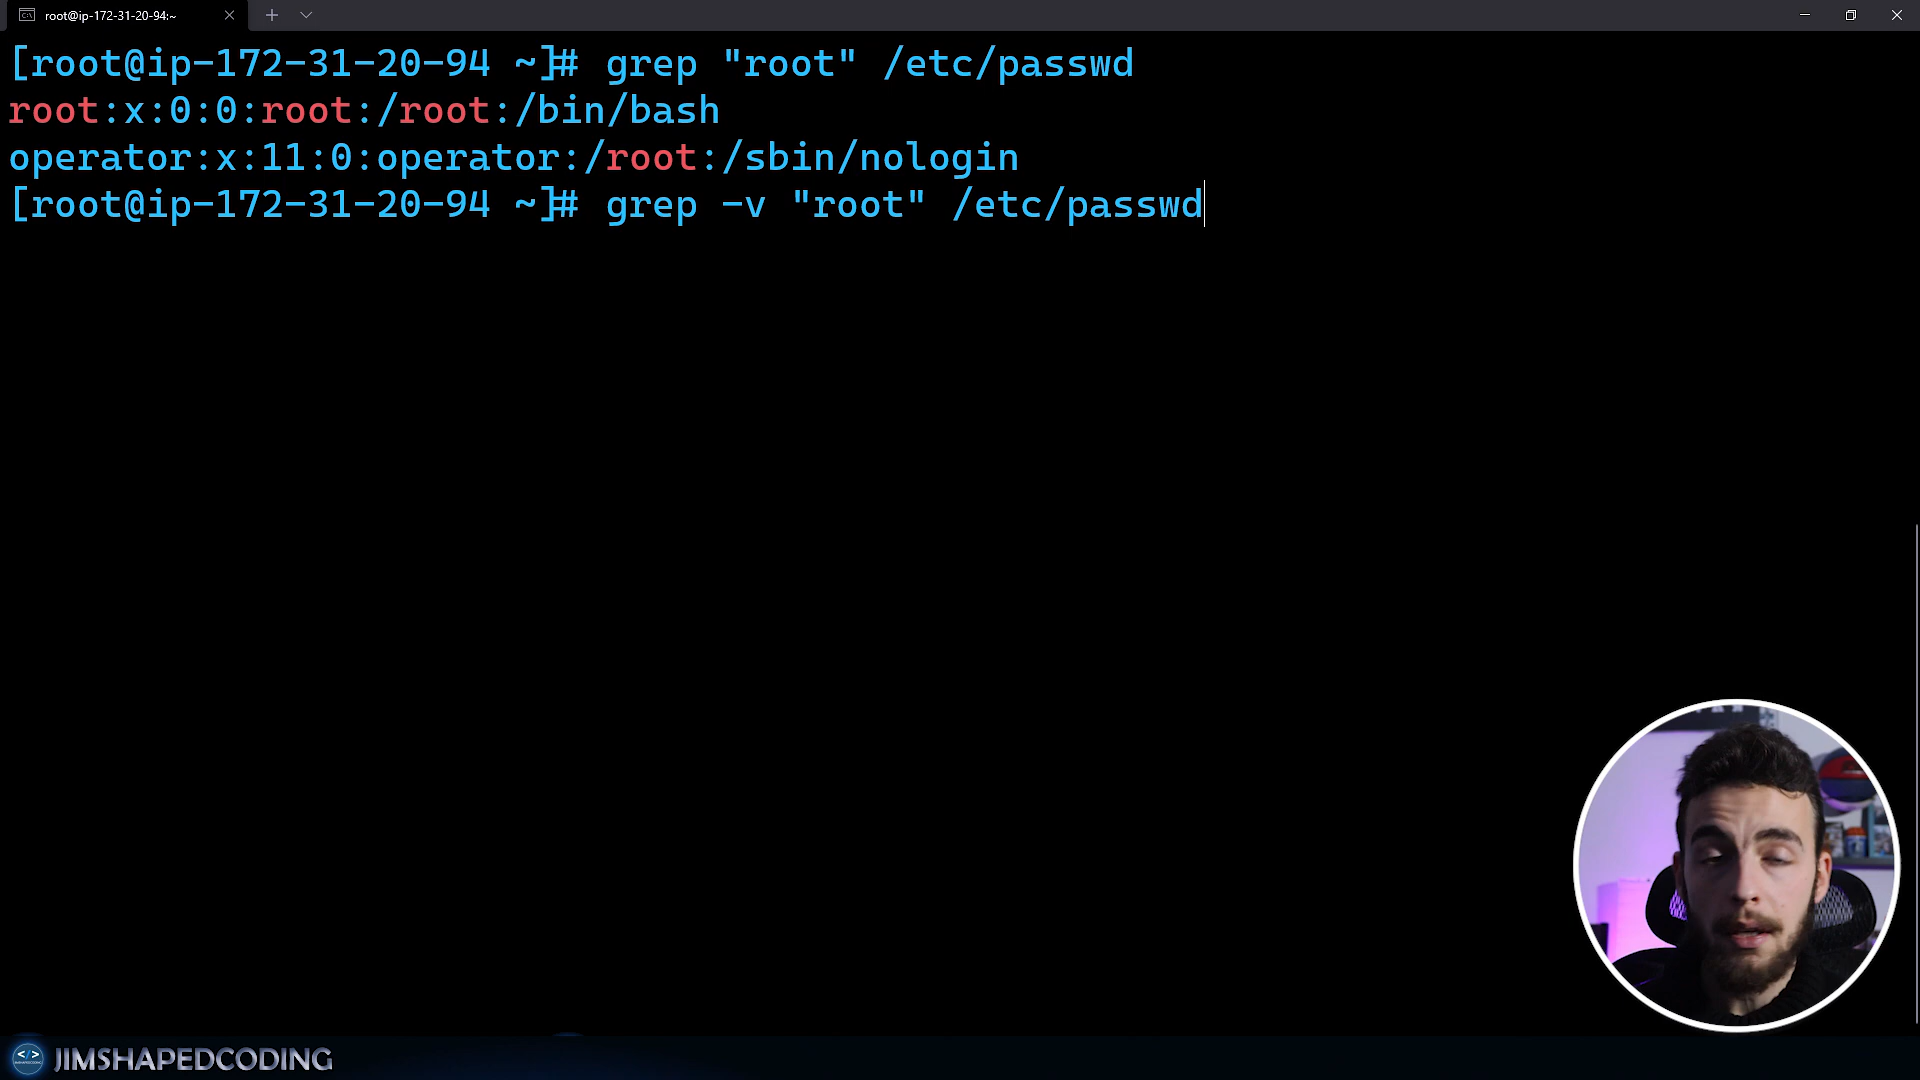 root@ip-172-31-20-94:~
[root@ip-172-31-20-94 ~]# grep "root" /etc/passwd
root:x:0:0:root:/root:/bin/bash
operator:x:11:0:operator:/root:/sbin/nologin
[root@ip-172-31-20-94 ~]# grep -v "root" /etc/passwd
JIMSHAPEDCODING